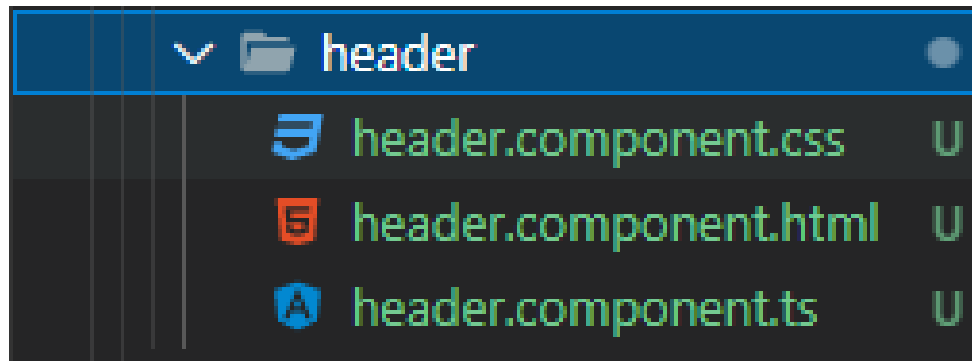 header
header.component.css U
header.component.html U
header.component.ts U